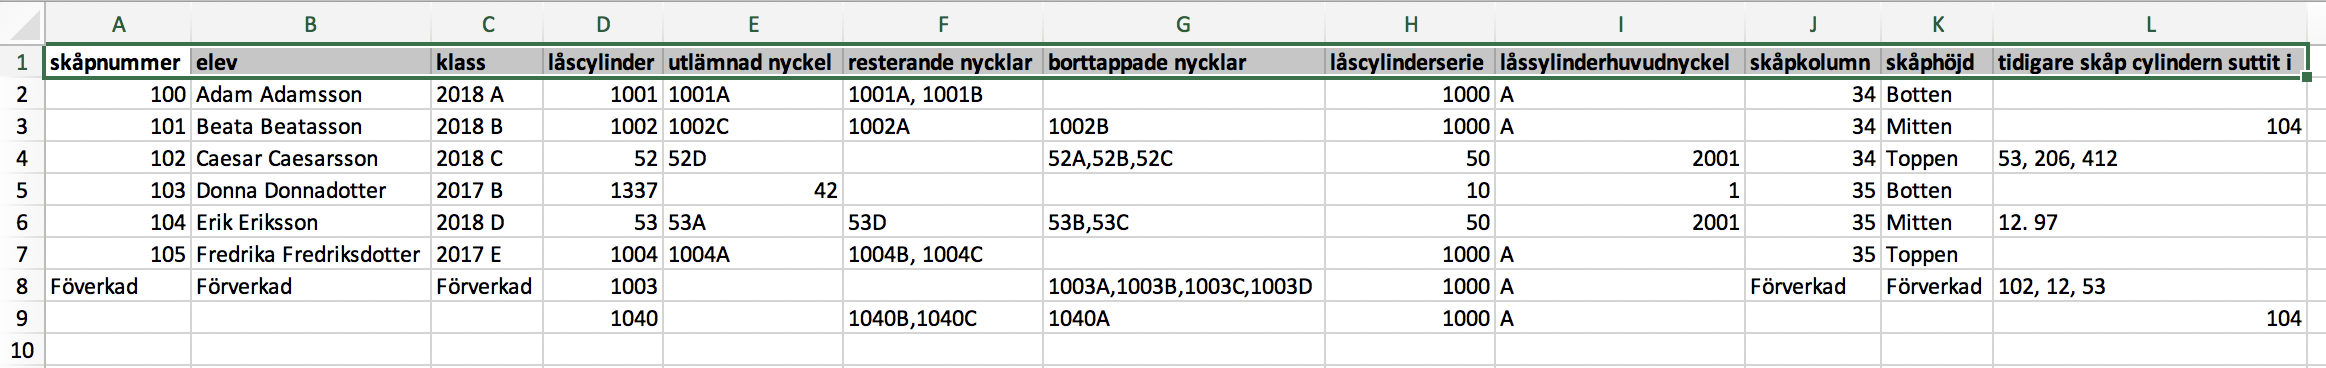 A B C D E F G H I J K L
1 skåpnummer elev klass låscylinder utlämnad nyckel resterande nycklar borttappade nycklar låscylinderserie låssylinderhuvudnyckel skåpkolumn skåphöjd tidigare skåp cylindern suttit i
2 100 Adam Adamsson 2018 A 1001 1001A 1001A, 1001B 1000 A 34 Botten
3 101 Beata Beatasson 2018 B 1002 1002C 1002A 1002B 1000 A 34 Mitten 104
4 102 Caesar Caesarsson 2018 C 52 52D 52A,52B,52C 50 2001 34 Toppen 53, 206, 412
5 103 Donna Donnadotter 2017 B 1337 42 10 1 35 Botten
6 104 Erik Eriksson 2018 D 53 53A 53D 53B,53C 50 2001 35 Mitten 12. 97
7 105 Fredrika Fredriksdotter 2017 E 1004 1004A 1004B, 1004C 1000 A 35 Toppen
8 Föverkad Förverkad Förverkad 1003 1003A,1003B,1003C,1003D 1000 A Förverkad Förverkad 102, 12, 53
9 1040 1040B,1040C 1040A 1000 A 104
10